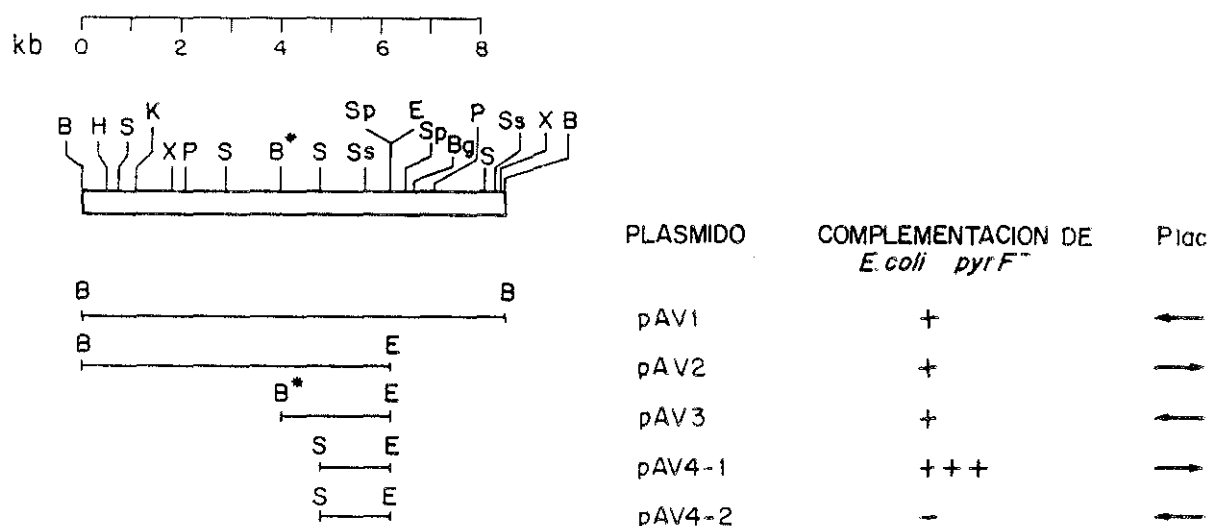 kb 0 2 4 6 8
B H S K X P S B* S Ss Sp E Sp Bg P S Ss X B
PLASMIDO COMPLEMENTACION DE Plac
E. coli pyrF⁻
B B pAV1 + ←
B E pAV2 + →
B* E pAV3 + ←
S E pAV4-1 +++ →
S E pAV4-2 - ←